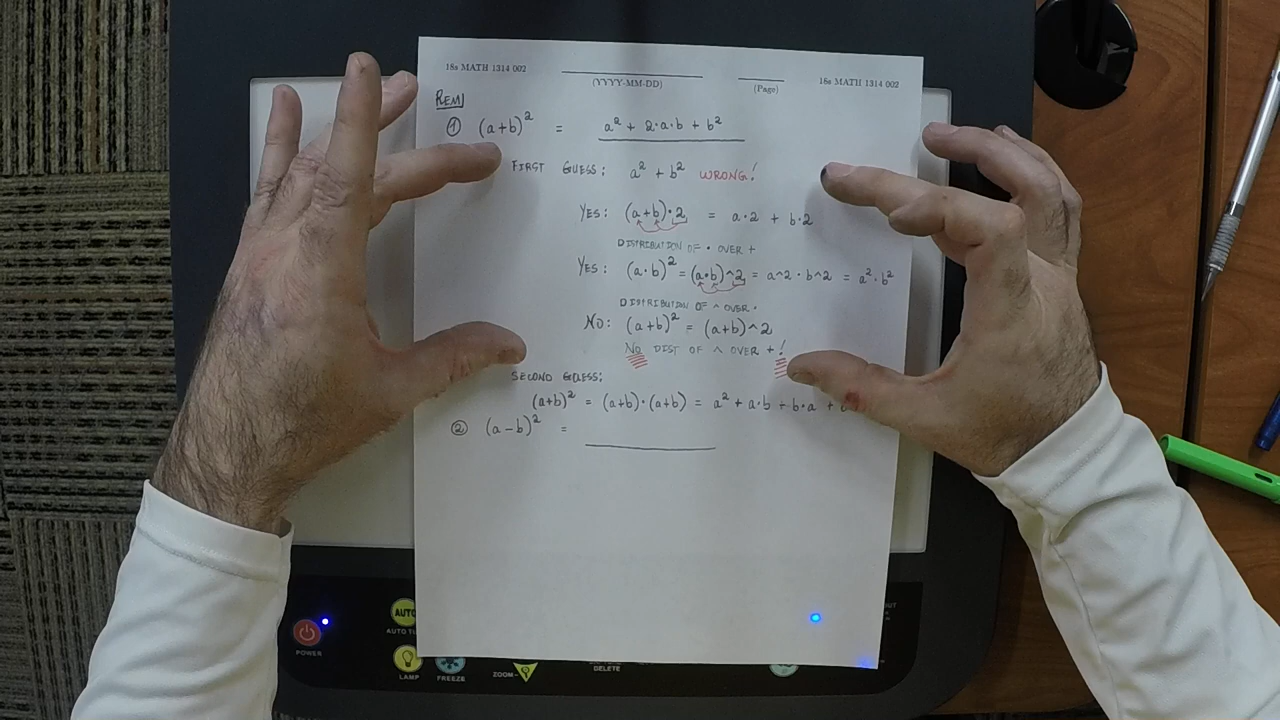 18s MATH 1314 002 (YYYY-MM-DD) (Page) 18s MATH 1314 002
REM
① (a+b)² = a² + 2·a·b + b²
FIRST GUESS: a² + b² WRONG!
YES: (a+b)·2 = a·2 + b·2
DISTRIBUTION OF · OVER +
YES: (a·b)² = (a·b)^2 = a^2 · b^2 = a²·b²
DISTRIBUTION OF ^ OVER ·
NO: (a+b)² = (a+b)^2
NO DIST OF ^ OVER +!
SECOND GUESS:
(a+b)² = (a+b)·(a+b) = a² + a·b + b·a +
② (a-b)² =
AUTO
POWER
LAMP
FREEZE
ZOOM
DELETE